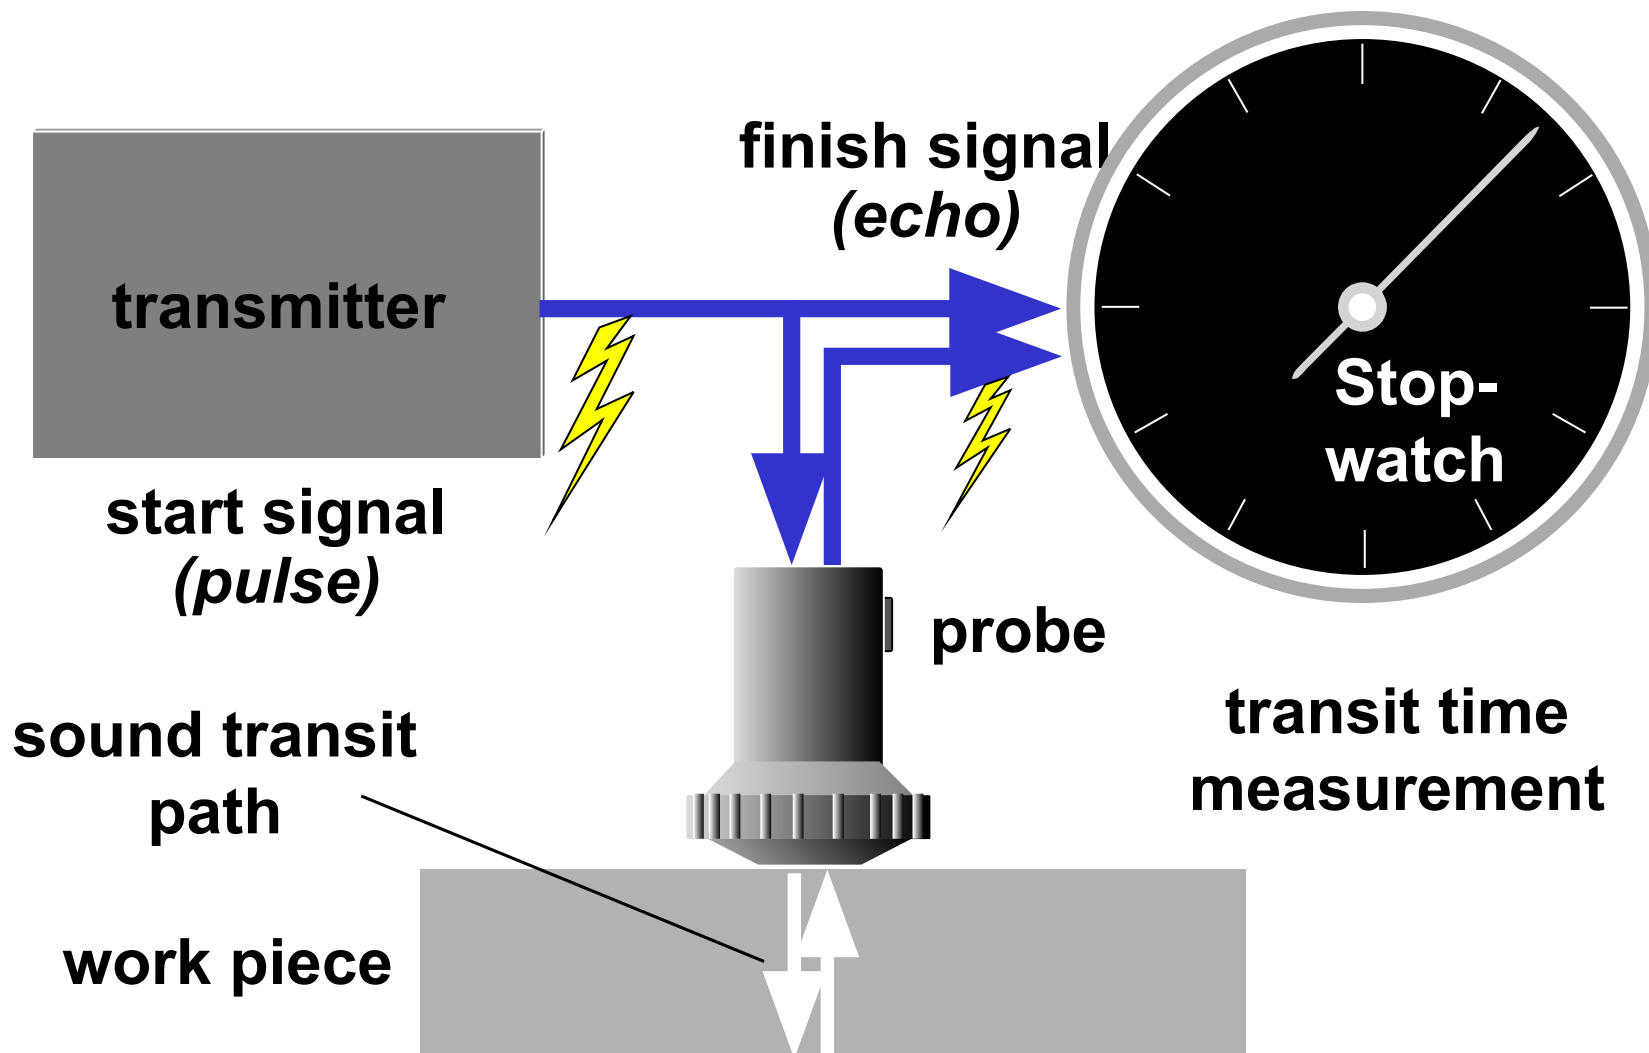 finish signal
(echo)
transmitter
Stop-
watch
start signal
(pulse)
probe
sound transit
path
transit time
measurement
work piece